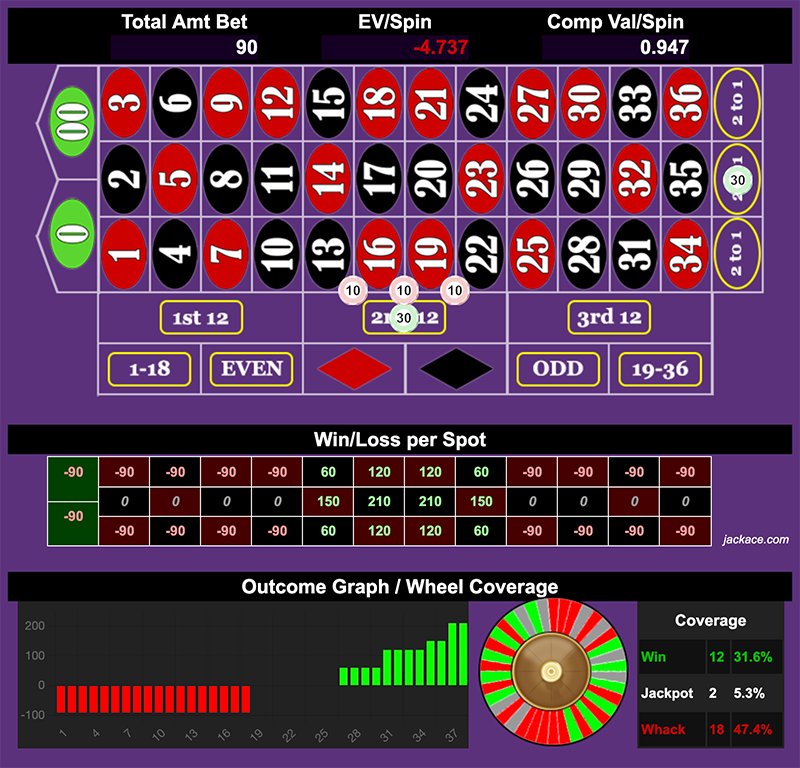 Total Amt Bet EV/Spin Comp Val/Spin
90 -4.737 0.947
00 3 6 9 12 15 18 21 24 27 30 33 36 2 to 1
2 5 8 11 14 17 20 23 26 29 32 35 30 1
0 1 4 7 10 13 16 19 22 25 28 31 34 2 to 1
10 10 10
1st 12 30 12 3rd 12
1-18 EVEN ODD 19-36
Win/Loss per Spot
-90 -90 -90 -90 -90 60 120 120 60 -90 -90 -90 -90
0 0 0 0 150 210 210 150 0 0 0 0
-90 -90 -90 -90 -90 60 120 120 60 -90 -90 -90 -90
jackace.com
Outcome Graph / Wheel Coverage
200
100
0
-100
1 4 7 10 13 16 19 22 25 28 31 34 37
Coverage
Win 12 31.6%
Jackpot 2 5.3%
Whack 18 47.4%